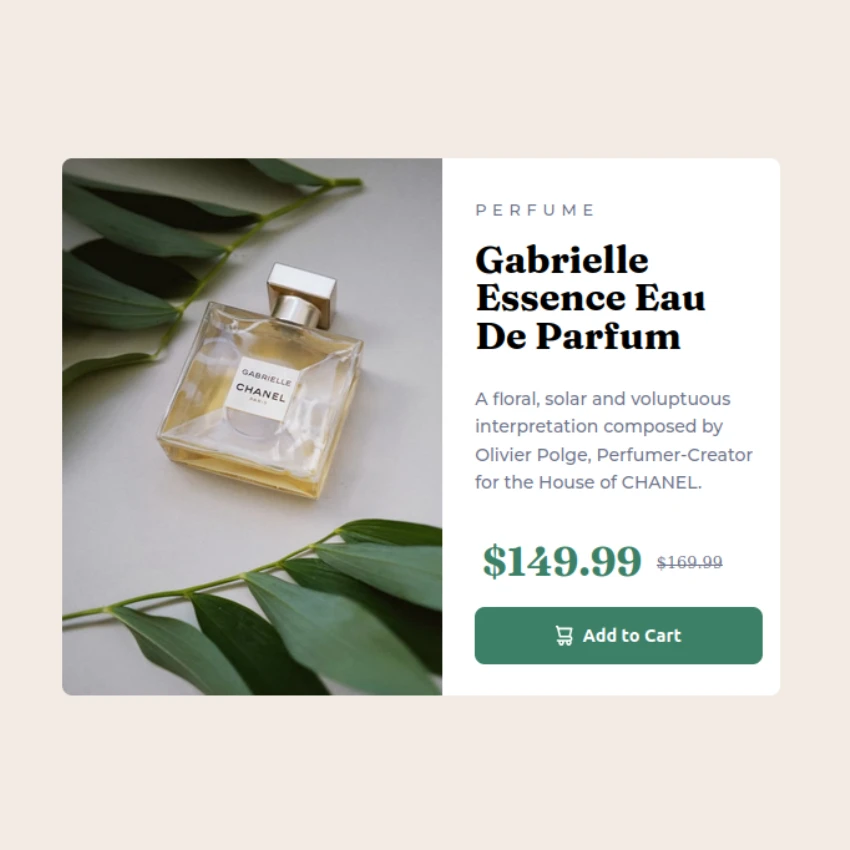 GABRIELLE
CHANEL
PARIS
PERFUME
Gabrielle
Essence Eau
De Parfum
A floral, solar and voluptuous
interpretation composed by
Olivier Polge, Perfumer-Creator
for the House of CHANEL.
$149.99 $169.99
Add to Cart